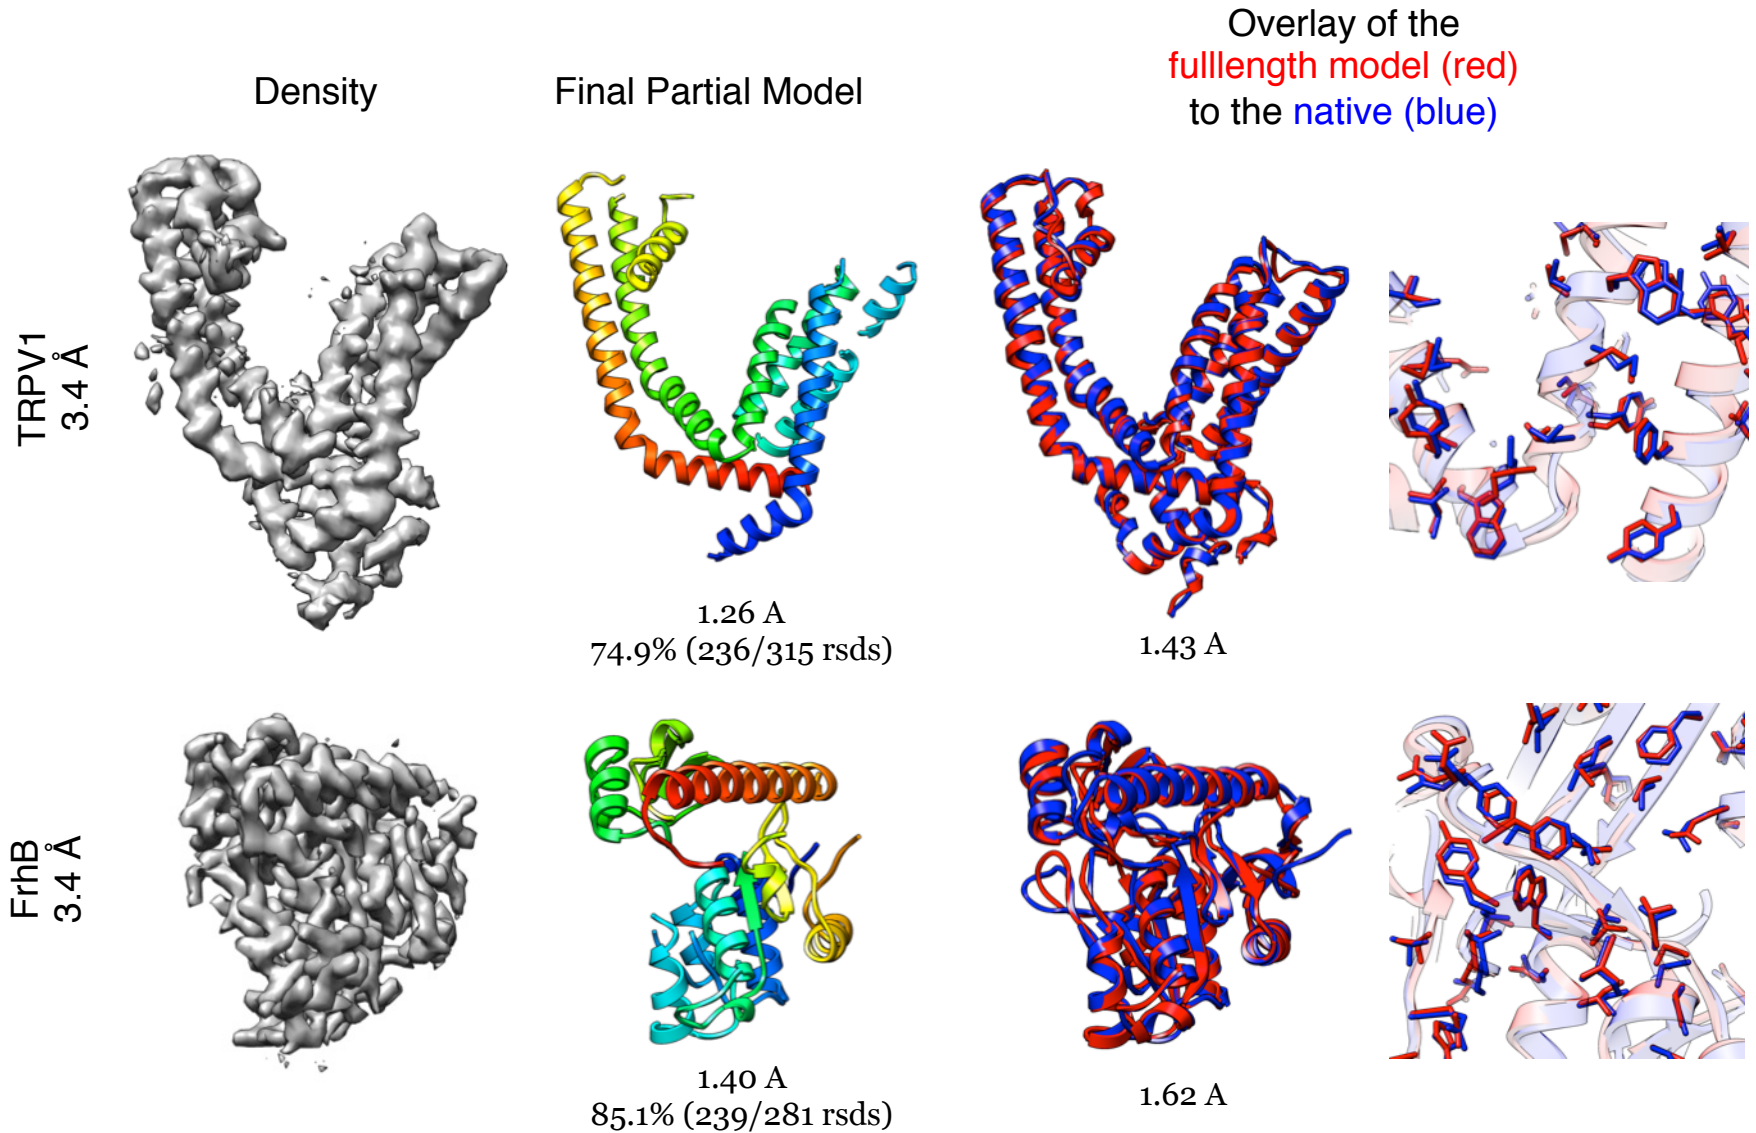 Density
Final Partial Model
Overlay of the
fulllength model (red)
to the native (blue)
TRPV1
3.4 Å
1.26 A
74.9% (236/315 rsds)
1.43 A
FrhB
3.4 Å
1.40 A
85.1% (239/281 rsds)
1.62 A